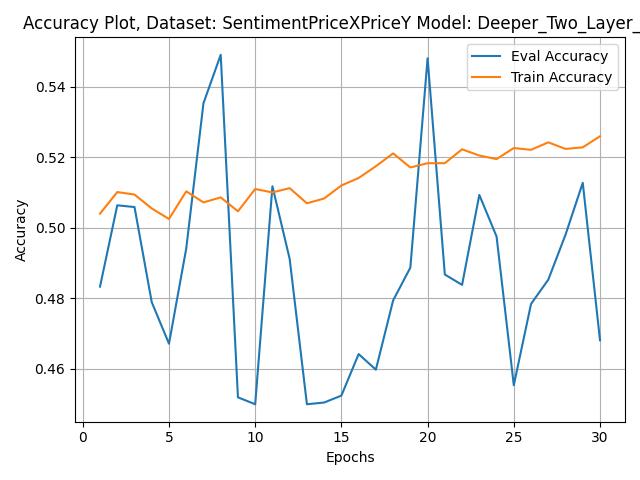 Accuracy Plot, Dataset: SentimentPriceXPriceY Model: Deeper_Two_Layer_
Eval Accuracy
Train Accuracy
0.54
0.52
0.50
0.48
0.46
Accuracy
0 5 10 15 20 25 30
Epochs